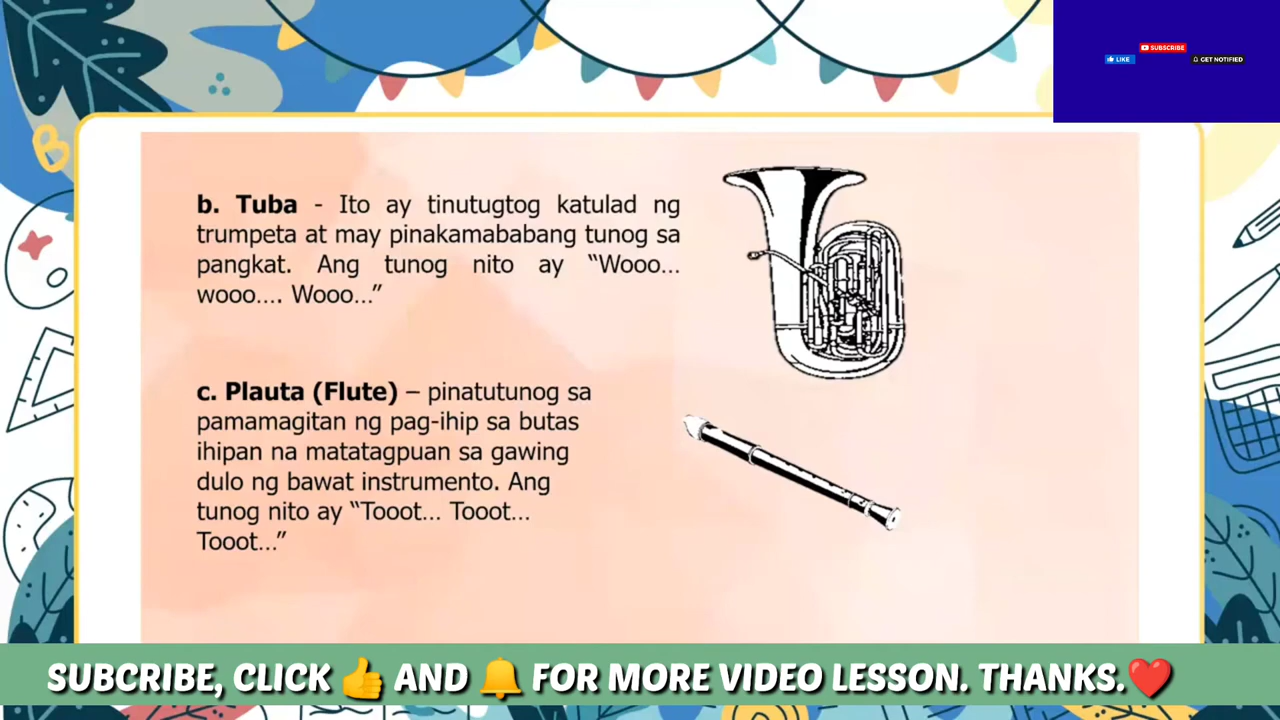 SUBSCRIBE
LIKE
GET NOTIFIED
B
b. Tuba - Ito ay tinutugtog katulad ng
trumpeta at may pinakamababang tunog sa
pangkat. Ang tunog nito ay “Wooo...
wooo.... Wooo...”
c. Plauta (Flute) – pinatutunog sa
pamamagitan ng pag-ihip sa butas
ihipan na matatagpuan sa gawing
dulo ng bawat instrumento. Ang
tunog nito ay “Tooot... Tooot...
Tooot...”
SUBCRIBE, CLICK 👍 AND 🔔 FOR MORE VIDEO LESSON. THANKS.❤️